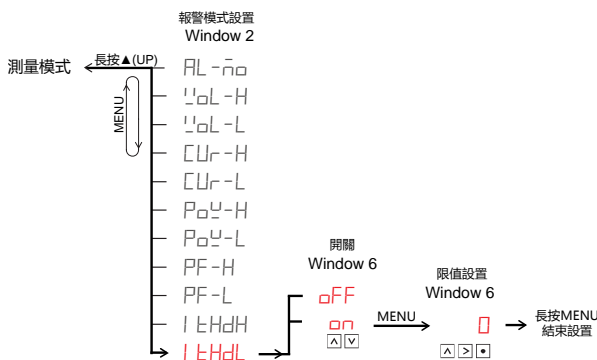 報警模式設置
Window 2
測量模式
長按▲(UP)
MENU
AL-no
VoL-H
VoL-L
CUr-H
CUr-L
PoW-H
PoW-L
PF-H
PF-L
ItHdH
ItHdL
開關
Window 6
oFF
on
MENU
限值設置
Window 6
0
長按MENU
結束設置